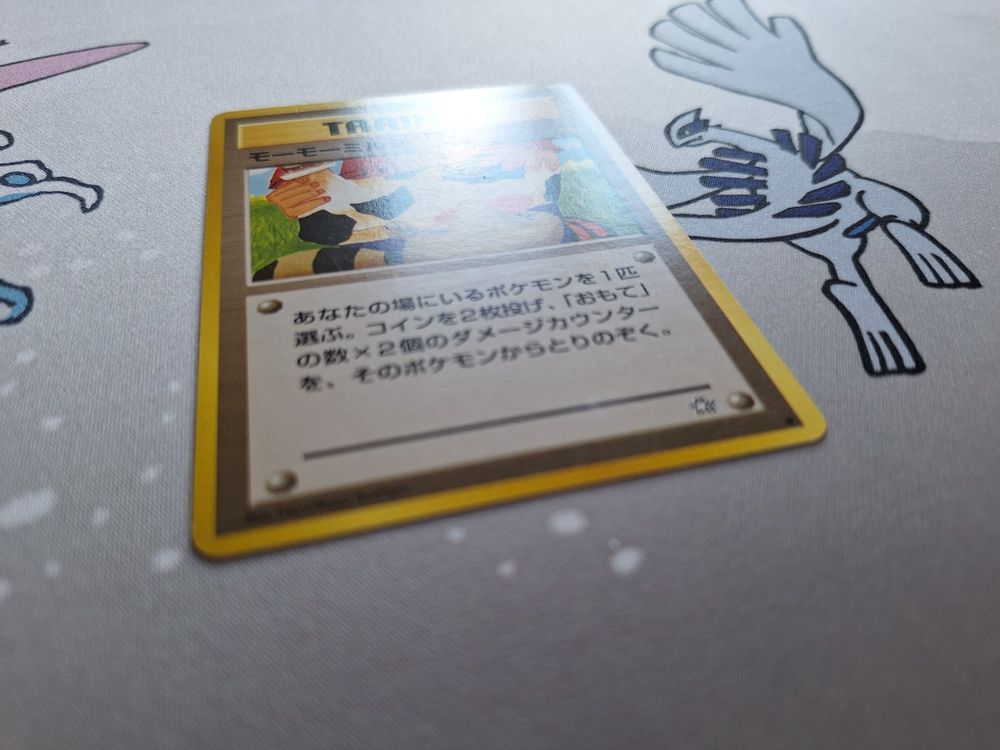 モーモーミルク
あなたの場にいるポケモンを1匹
選ぶ。コインを2枚投げ、「おもて」
の数×2個のダメージカウンター
を、そのポケモンからとりのぞく。